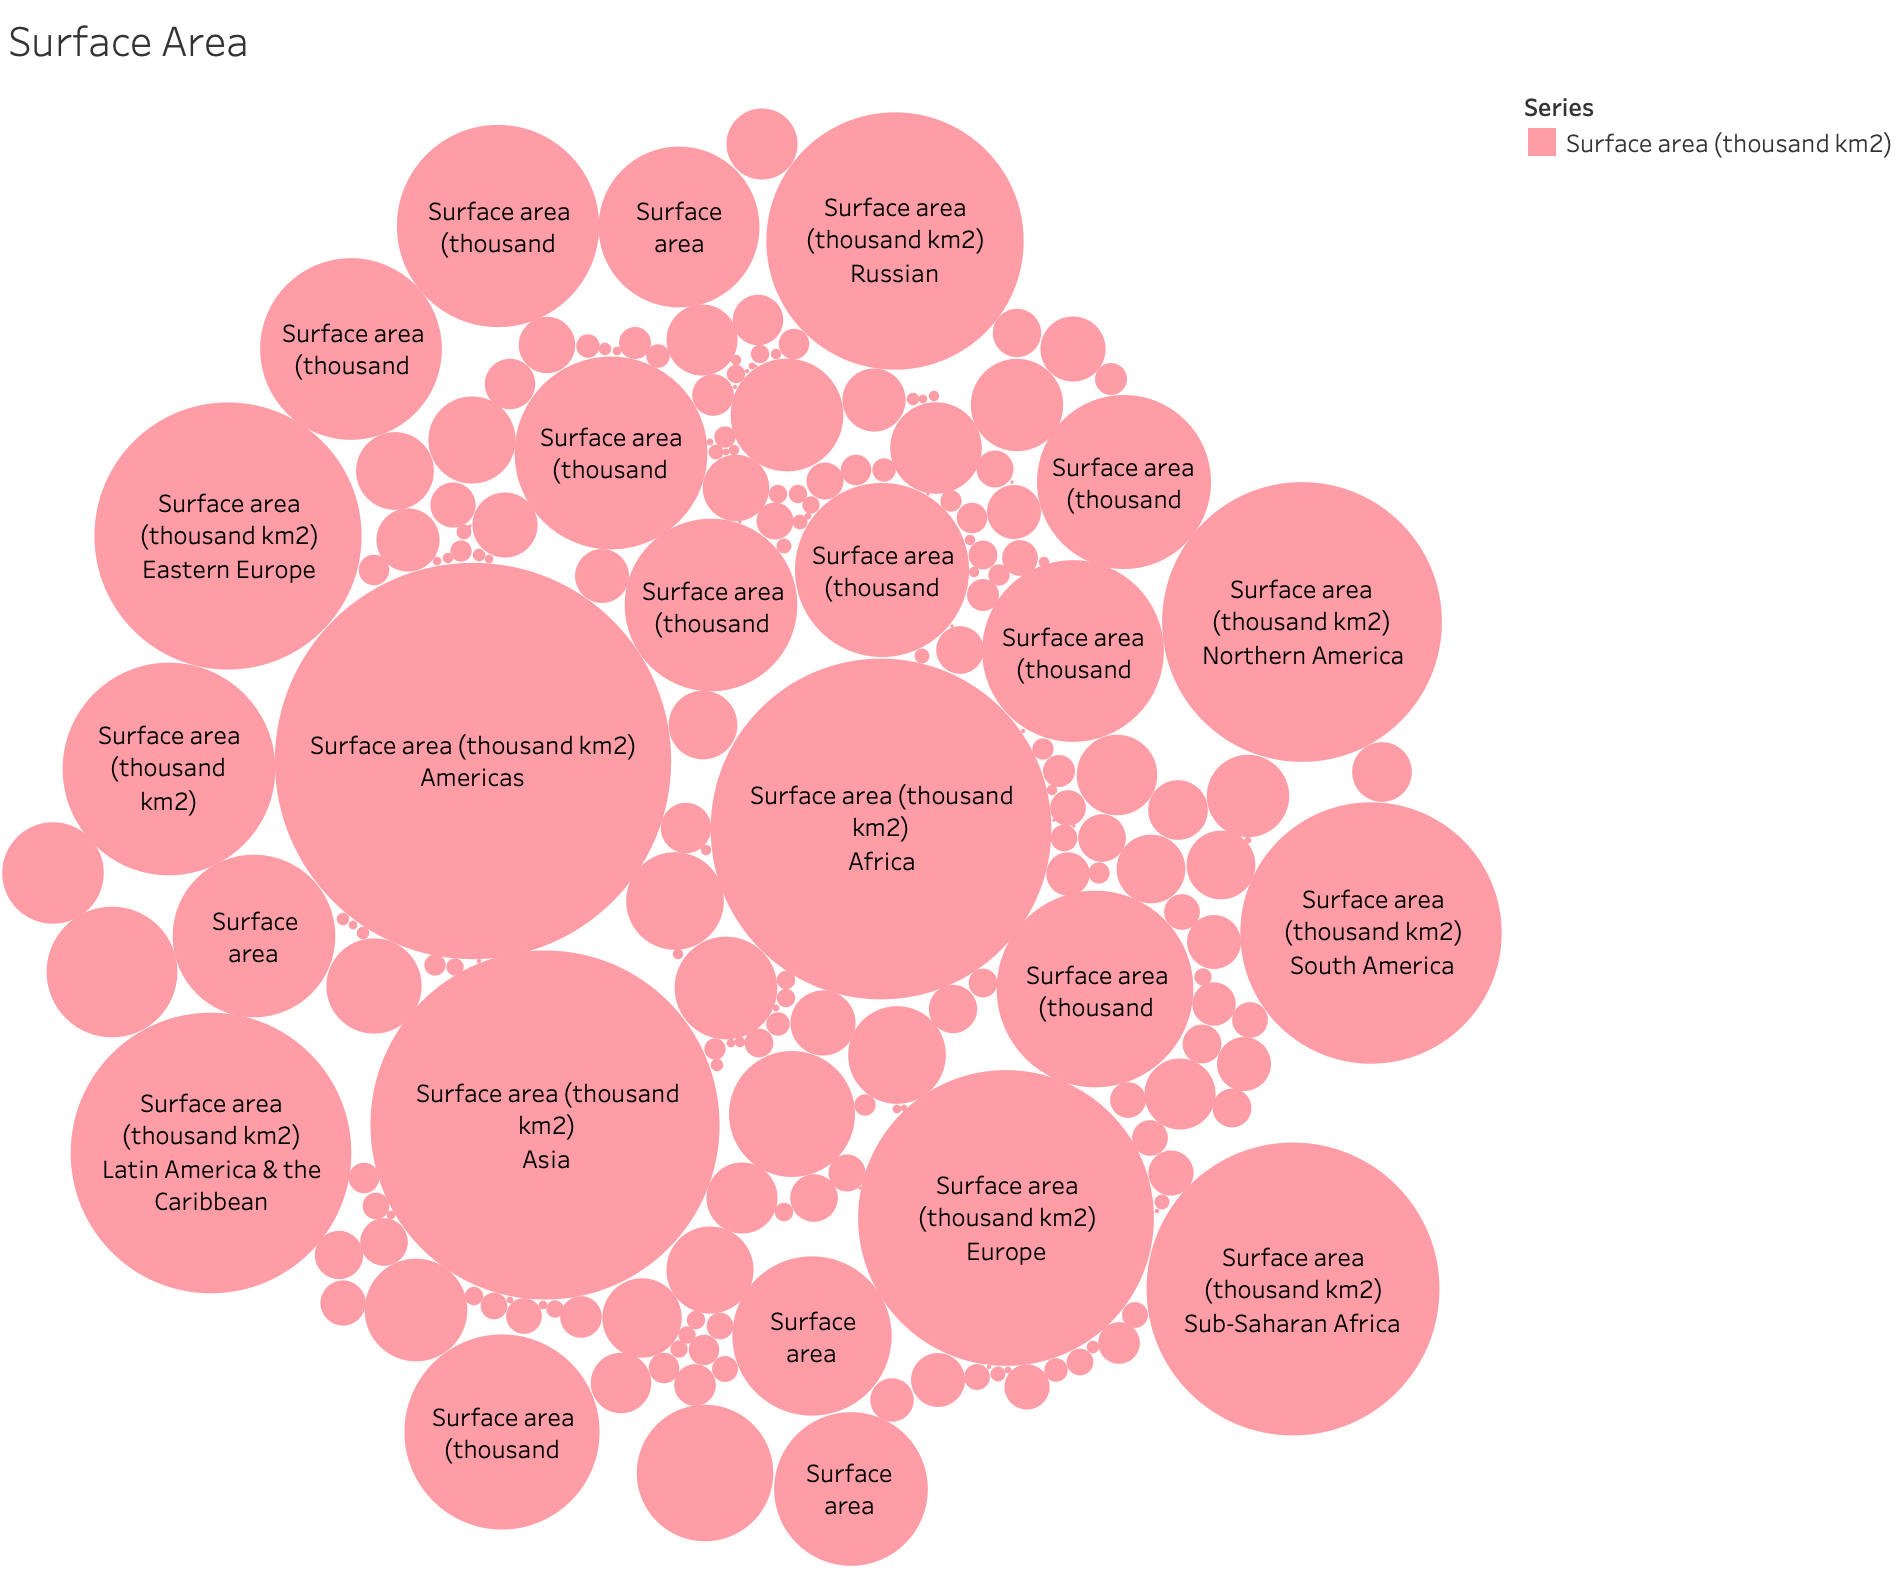 Surface Area
Series
Surface area (thousand km2)
Surface area
(thousand
Surface
area
Surface area
(thousand km2)
Russian
Surface area
(thousand
Surface area
(thousand
Surface area
(thousand
Surface area
(thousand km2)
Eastern Europe
Surface area
(thousand
Surface area
(thousand
Surface area
(thousand km2)
Northern America
Surface area
(thousand
Surface area
(thousand
km2)
Surface area (thousand km2)
Americas
Surface area (thousand
km2)
Africa
Surface
area
Surface area
(thousand km2)
South America
Surface area
(thousand
Surface area
(thousand km2)
Latin America & the
Caribbean
Surface area (thousand
km2)
Asia
Surface area
(thousand km2)
Europe
Surface area
(thousand km2)
Sub-Saharan Africa
Surface
area
Surface area
(thousand
Surface
area